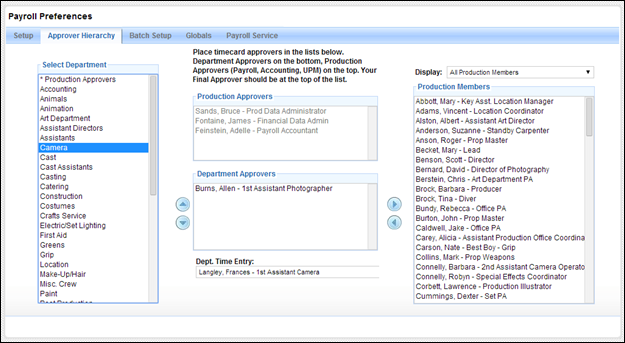 Payroll Preferences
Setup
Approver Hierarchy
Batch Setup
Globals
Payroll Service
Select Department
* Production Approvers
Accounting
Animals
Animation
Art Department
Assistant Directors
Assistants
Camera
Cast
Cast Assistants
Casting
Catering
Construction
Costumes
Crafts Service
Electric/Set Lighting
First Aid
Greens
Grip
Location
Make-Up/Hair
Misc. Crew
Paint
Place timecard approvers in the lists below.
Department Approvers on the bottom, Production
Approvers (Payroll, Accounting, UPM) on the top. Your
Final Approver should be at the top of the list.
Production Approvers
Sands, Bruce - Prod Data Administrator
Fontaine, James - Financial Data Admin
Feinstein, Adelle - Payroll Accountant
Department Approvers
Burns, Allen - 1st Assistant Photographer
Dept. Time Entry:
Langley, Frances - 1st Assistant Camera
Display: All Production Members
Production Members
Abbott, Mary - Key Asst. Location Manager
Adams, Vincent - Location Coordinator
Alston, Albert - Assistant Art Director
Anderson, Suzanne - Standby Carpenter
Anson, Roger - Prop Master
Becket, Mary - Lead
Benson, Scott - Director
Bernard, David - Director of Photography
Berstein, Chris - Art Department PA
Brock, Barbara - Producer
Brock, Tina - Diver
Bundy, Rebecca - Office PA
Burton, John - Prop Master
Caldwell, Jake - Office PA
Carey, Alicia - Assistant Production Office Coordina
Carson, Nate - Best Boy - Grip
Collins, Mark - Prop Weapons
Connelly, Barbara - 2nd Assistant Camera Operato
Connelly, Robyn - Special Effects Coordinator
Corbett, Lawrence - Production Illustrator
Cummings, Dexter - Set PA